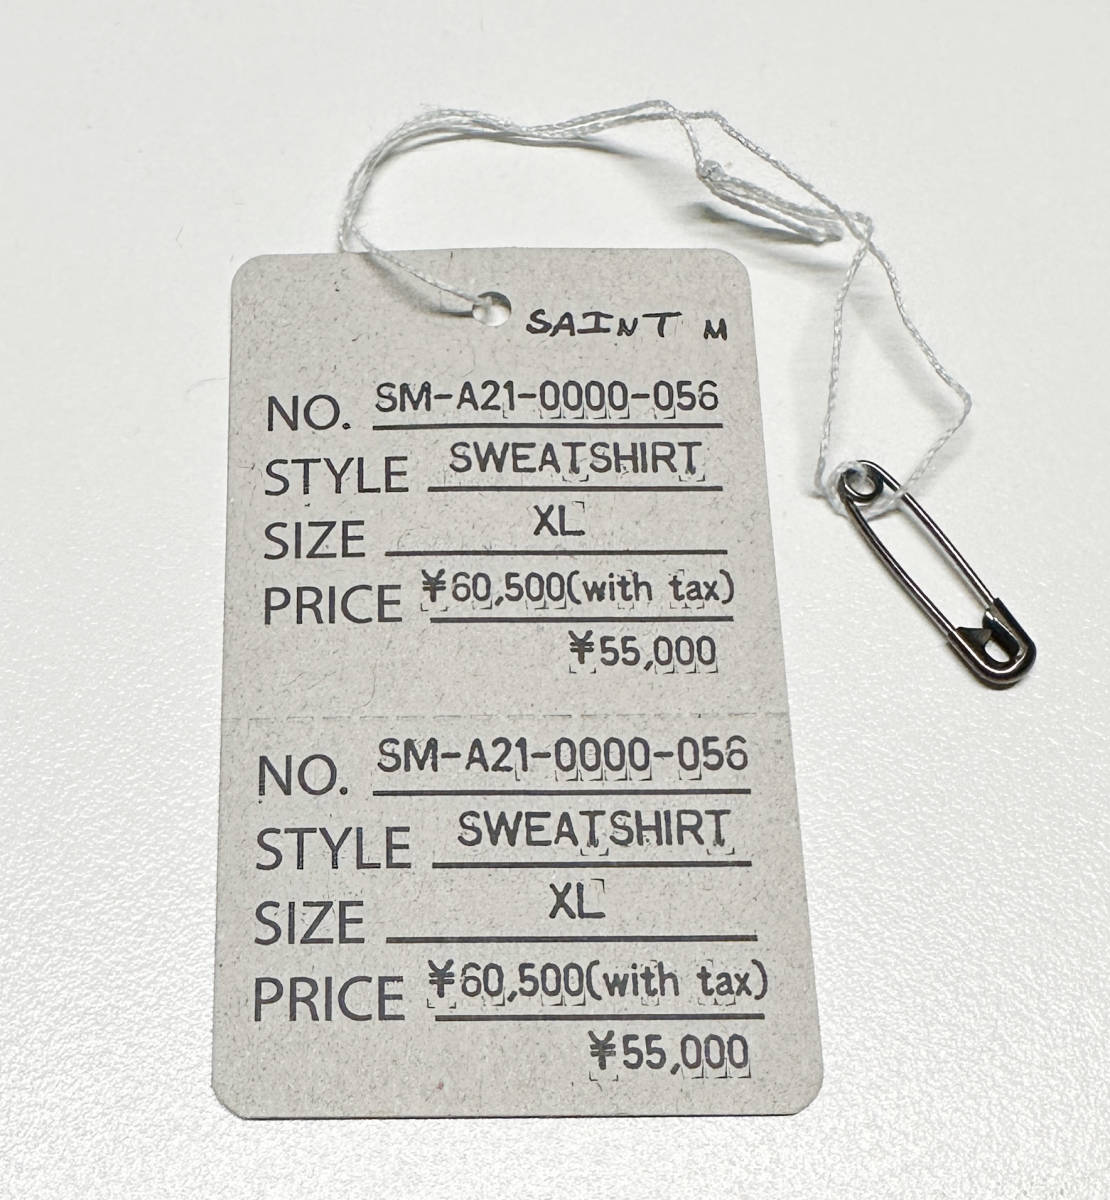 SAINT M
NO. SM-A21-0000-056
STYLE SWEATSHIRT
SIZE XL
PRICE ¥60,500(with tax)
¥55,000
NO. SM-A21-0000-056
STYLE SWEATSHIRT
SIZE XL
PRICE ¥60,500(with tax)
¥55,000